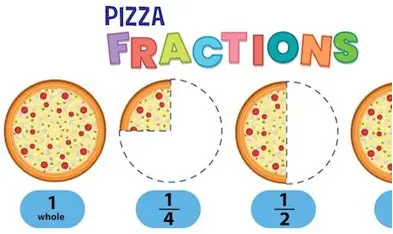 PIZZA
FRACTIONS
1
whole
1/4
1/2